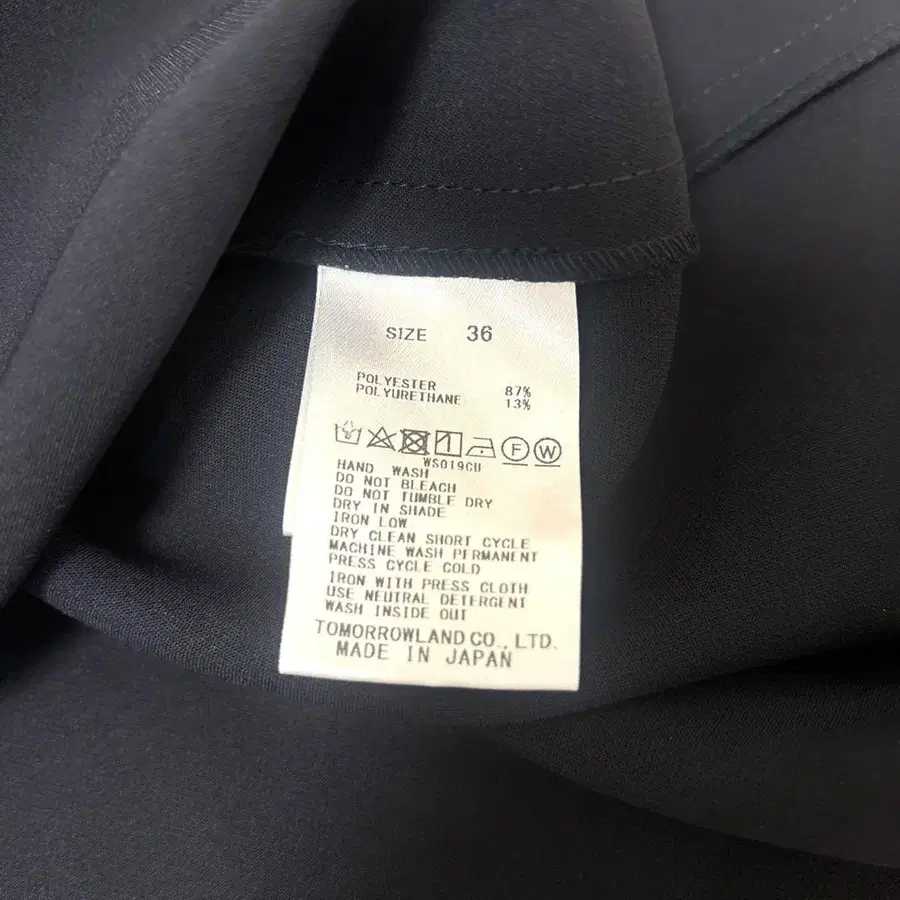 SIZE 36
POLYESTER 87%
POLYURETHANE 13%
F W
WS019CU
HAND WASH
DO NOT BLEACH
DO NOT TUMBLE DRY
DRY IN SHADE
IRON LOW
DRY CLEAN SHORT CYCLE
MACHINE WASH PERMANENT
PRESS CYCLE COLD
IRON WITH PRESS CLOTH
USE NEUTRAL DETERGENT
WASH INSIDE OUT
TOMORROWLAND CO., LTD.
MADE IN JAPAN